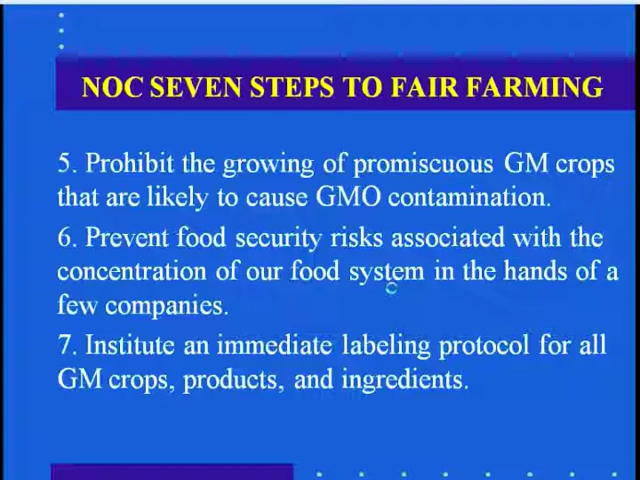 NOC SEVEN STEPS TO FAIR FARMING
5. Prohibit the growing of promiscuous GM crops
that are likely to cause GMO contamination.
6. Prevent food security risks associated with the
concentration of our food system in the hands of a
few companies.
7. Institute an immediate labeling protocol for all
GM crops, products, and ingredients.